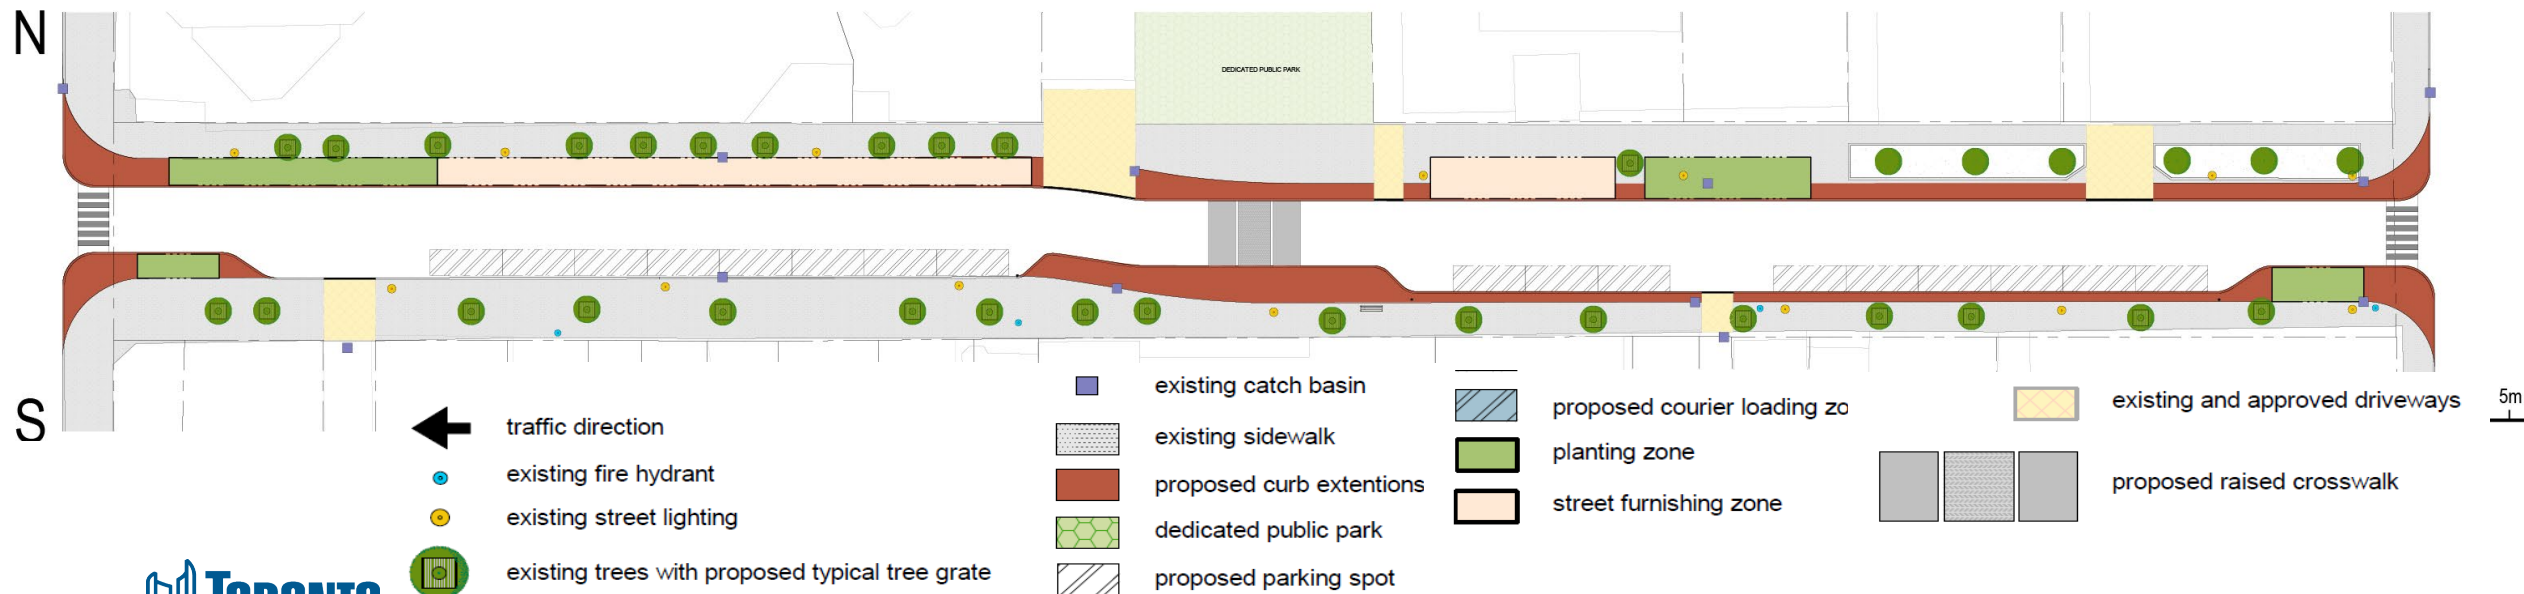 N
DEDICATED PUBLIC PARK
S
traffic direction
existing fire hydrant
existing street lighting
existing trees with proposed typical tree grate
existing catch basin
existing sidewalk
proposed curb extentions
dedicated public park
proposed parking spot
proposed courier loading zo
planting zone
street furnishing zone
existing and approved driveways
proposed raised crosswalk
5m
TORONTO